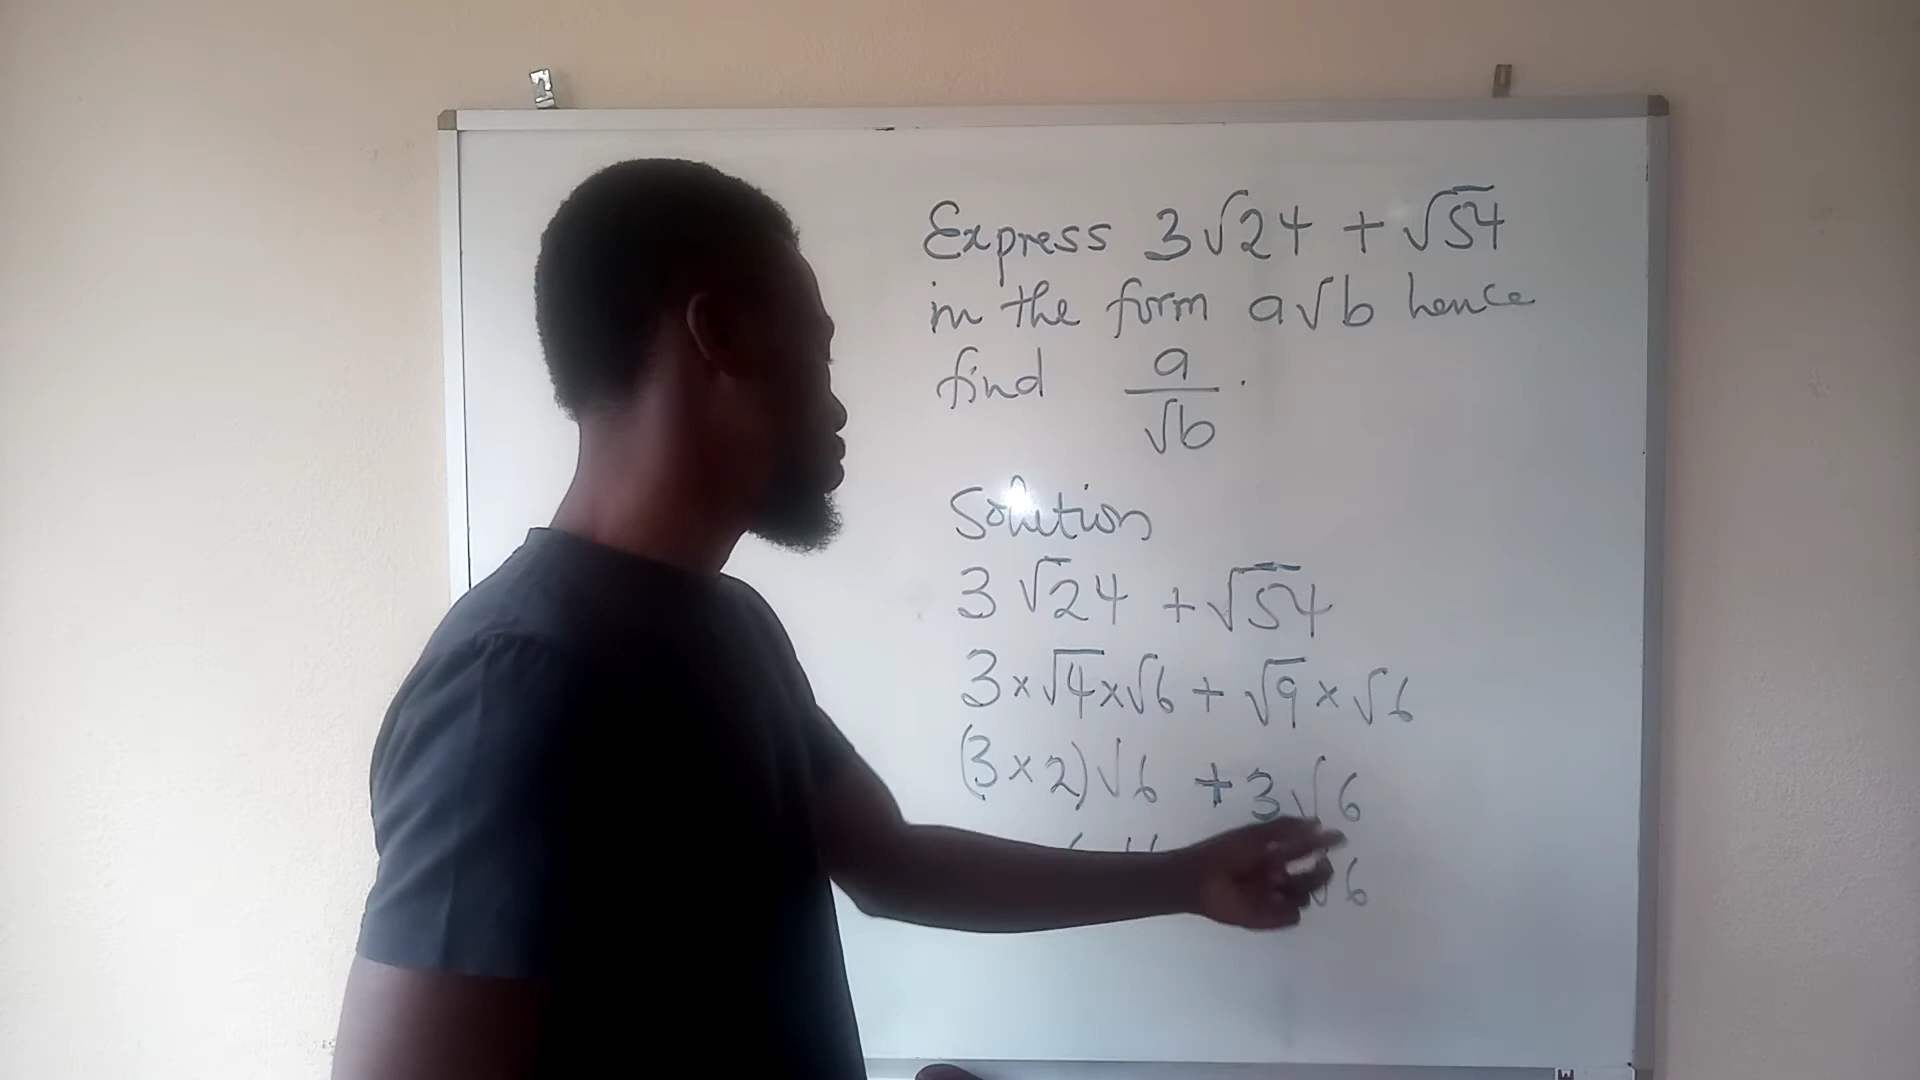 Express 3√24 + √54
in the form a√b hence
find a/√b.
Solution
3√24 + √54
3×√4×√6 + √9×√6
(3×2)√6 + 3√6
√6